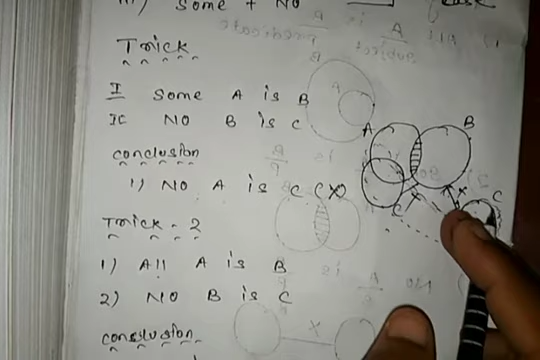 Some + NO
Trick
I Some A is B
II NO B is C
conclusion
1) NO A is C (X)
Trick - 2
1) All A is B
2) NO B is C
conclusion
A
B
C
X
X
C